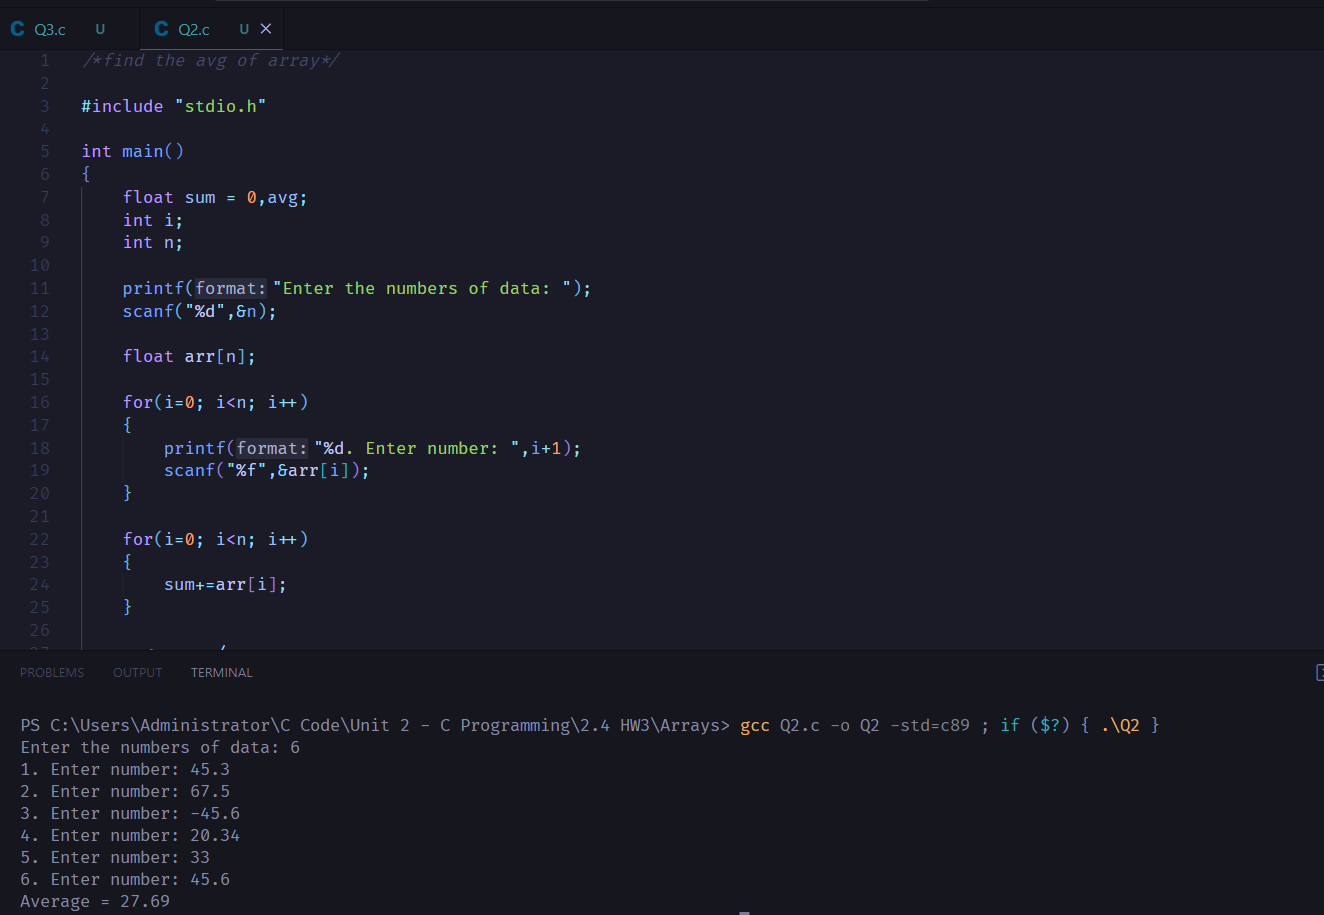 C Q3.c U C Q2.c U ×
1 /*find the avg of array*/
2
3 #include "stdio.h"
4
5 int main()
6 {
7 float sum = 0,avg;
8 int i;
9 int n;
10
11 printf(format: "Enter the numbers of data: ");
12 scanf("%d",&n);
13
14 float arr[n];
15
16 for(i=0; i<n; i++)
17 {
18 printf(format: "%d. Enter number: ",i+1);
19 scanf("%f",&arr[i]);
20 }
21
22 for(i=0; i<n; i++)
23 {
24 sum+=arr[i];
25 }
26
PROBLEMS OUTPUT TERMINAL
PS C:\Users\Administrator\C Code\Unit 2 - C Programming\2.4 HW3\Arrays> gcc Q2.c -o Q2 -std=c89 ; if ($?) { .\Q2 }
Enter the numbers of data: 6
1. Enter number: 45.3
2. Enter number: 67.5
3. Enter number: -45.6
4. Enter number: 20.34
5. Enter number: 33
6. Enter number: 45.6
Average = 27.69